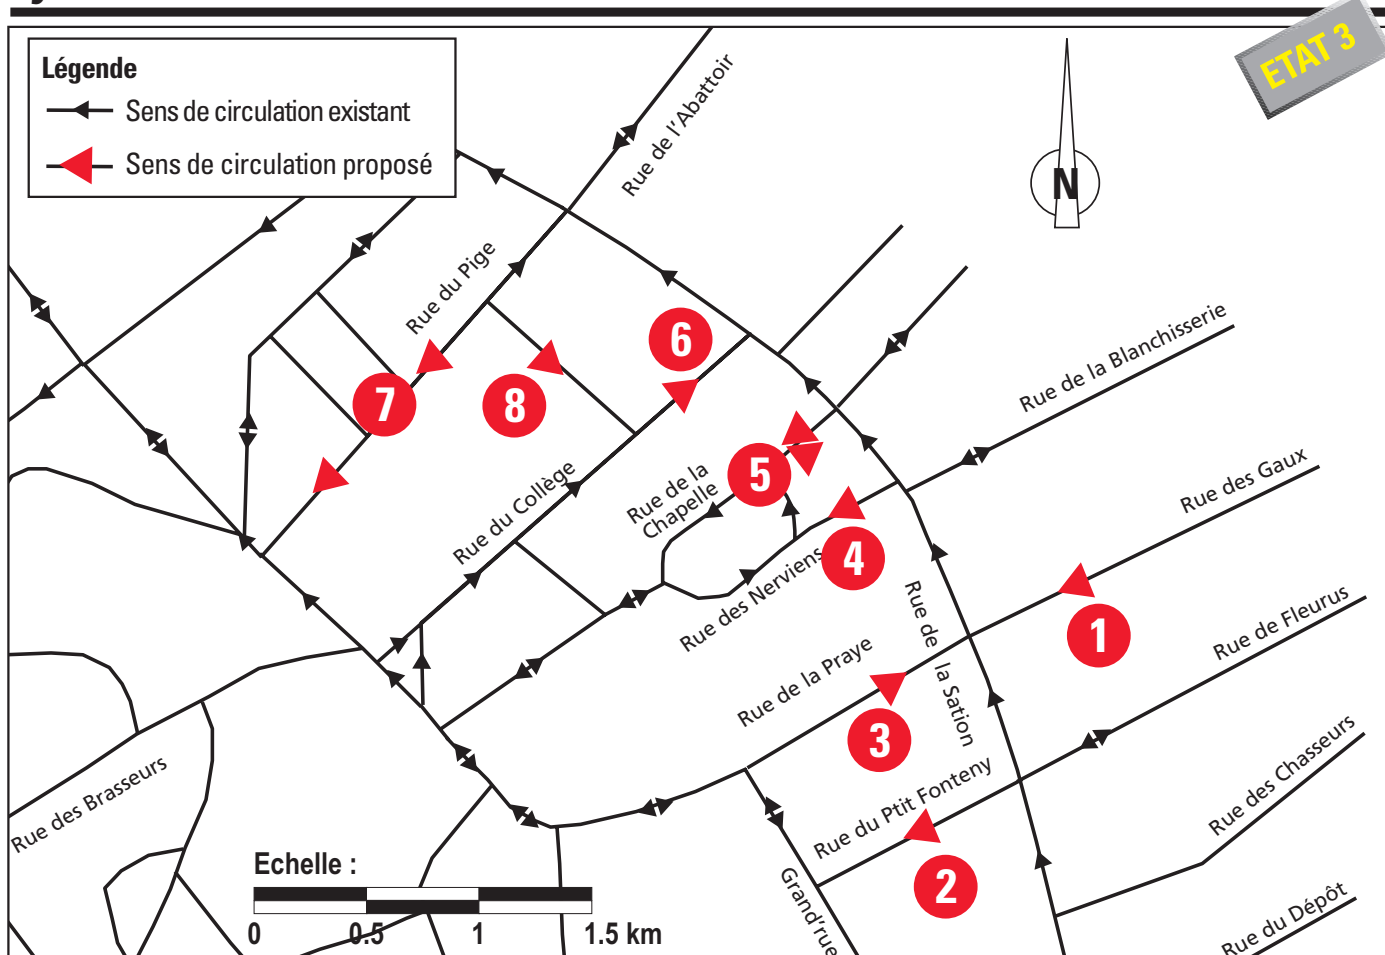 ETAT 3
Légende
Sens de circulation existant
Sens de circulation proposé
N
Rue de l'Abattoir
Rue du Pige
6
7
8
Rue de la Blanchisserie
Rue des Gaux
5
Rue de la
Chapelle
Rue du Collège
4
Rue des Nerviens
Rue de
la Sation
1
Rue de Fleurus
Rue de la Praye
3
Rue des Chasseurs
Rue du Ptit Fonteny
2
Rue des Brasseurs
Grand'rue
Rue du Dépôt
Echelle :
0 0.5 1 1.5 km